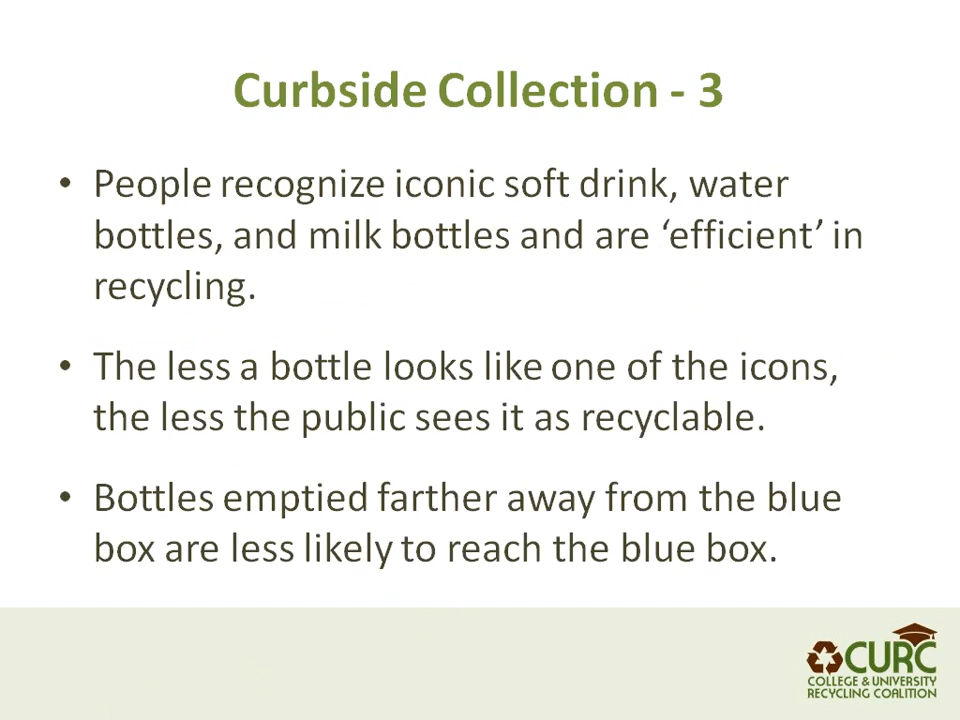 Curbside Collection - 3
• People recognize iconic soft drink, water
bottles, and milk bottles and are ‘efficient’ in
recycling.
• The less a bottle looks like one of the icons,
the less the public sees it as recyclable.
• Bottles emptied farther away from the blue
box are less likely to reach the blue box.
CURC
COLLEGE & UNIVERSITY
RECYCLING COALITION